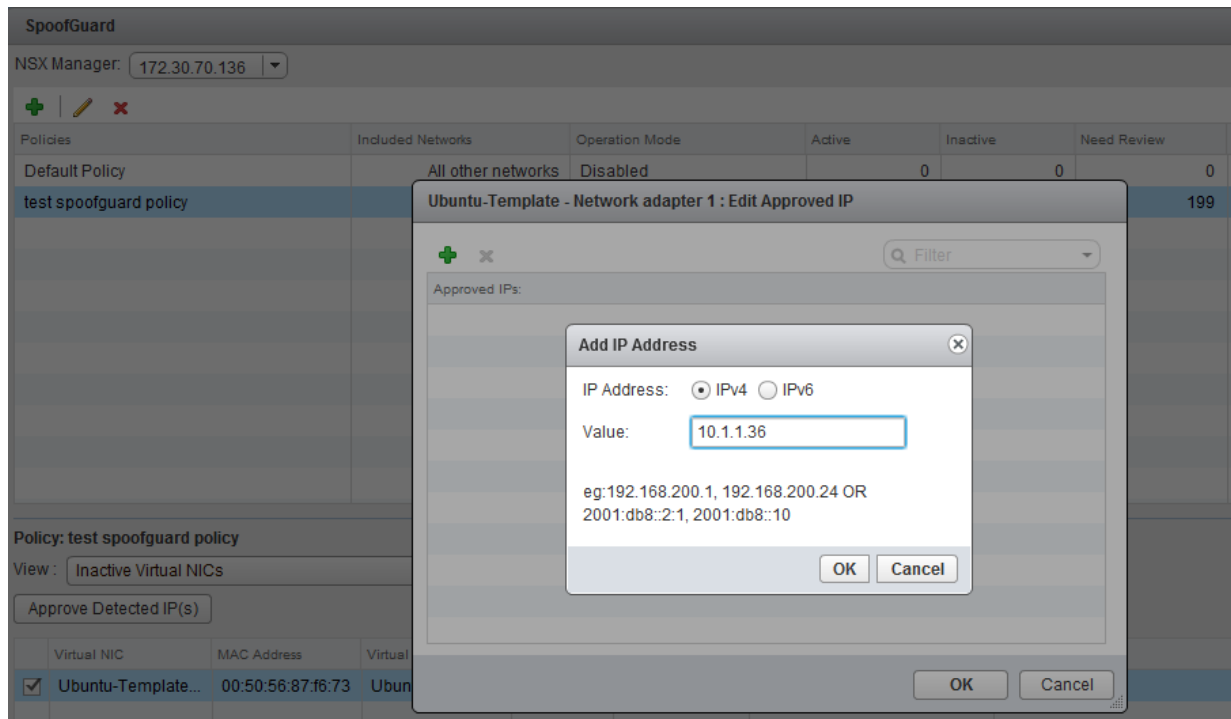 SpoofGuard
NSX Manager: 172.30.70.136
Policies Included Networks Operation Mode Active Inactive Need Review
Default Policy All other networks Disabled 0 0 0
test spoofguard policy 199
Ubuntu-Template - Network adapter 1 : Edit Approved IP
Filter
Approved IPs:
Add IP Address
IP Address: IPv4 IPv6
Value: 10.1.1.36
eg:192.168.200.1, 192.168.200.24 OR
2001:db8::2:1, 2001:db8::10
OK Cancel
Policy: test spoofguard policy
View : Inactive Virtual NICs
Approve Detected IP(s)
Virtual NIC MAC Address Virtual
Ubuntu-Template... 00:50:56:87:f6:73 Ubun
OK Cancel